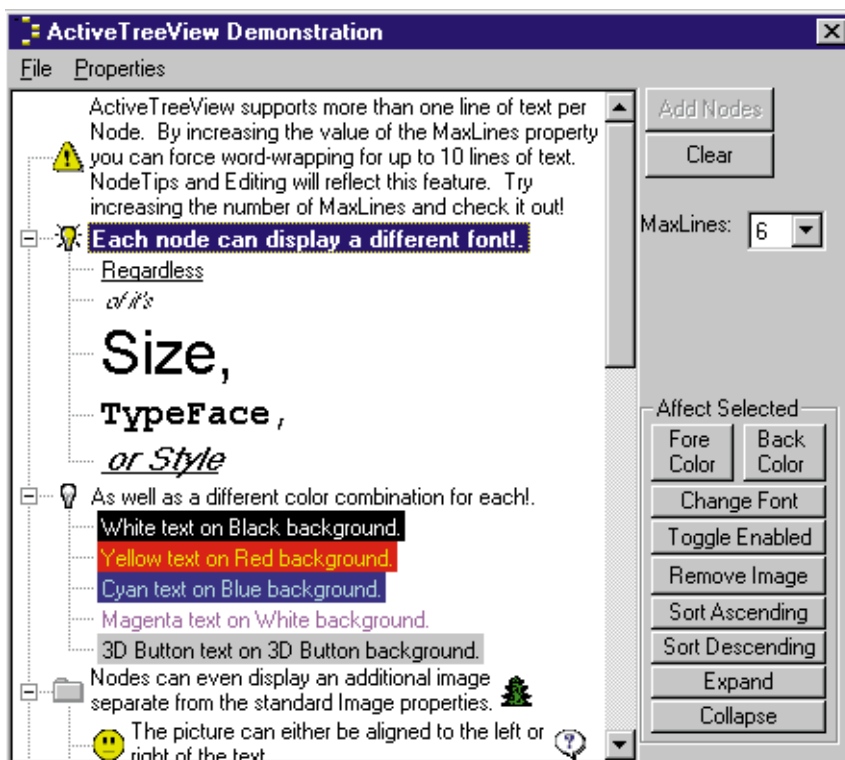 ActiveTreeView Demonstration
File Properties
ActiveTreeView supports more than one line of text per
Node. By increasing the value of the MaxLines property
you can force word-wrapping for up to 10 lines of text.
NodeTips and Editing will reflect this feature. Try
increasing the number of MaxLines and check it out!
Each node can display a different font!.
Regardless
of it's
Size,
TypeFace,
or Style
As well as a different color combination for each!.
White text on Black background.
Yellow text on Red background.
Cyan text on Blue background.
Magenta text on White background.
3D Button text on 3D Button background.
Nodes can even display an additional image
separate from the standard Image properties.
The picture can either be aligned to the left or
right of the text
Add Nodes
Clear
MaxLines: 6
Affect Selected
Fore Color
Back Color
Change Font
Toggle Enabled
Remove Image
Sort Ascending
Sort Descending
Expand
Collapse